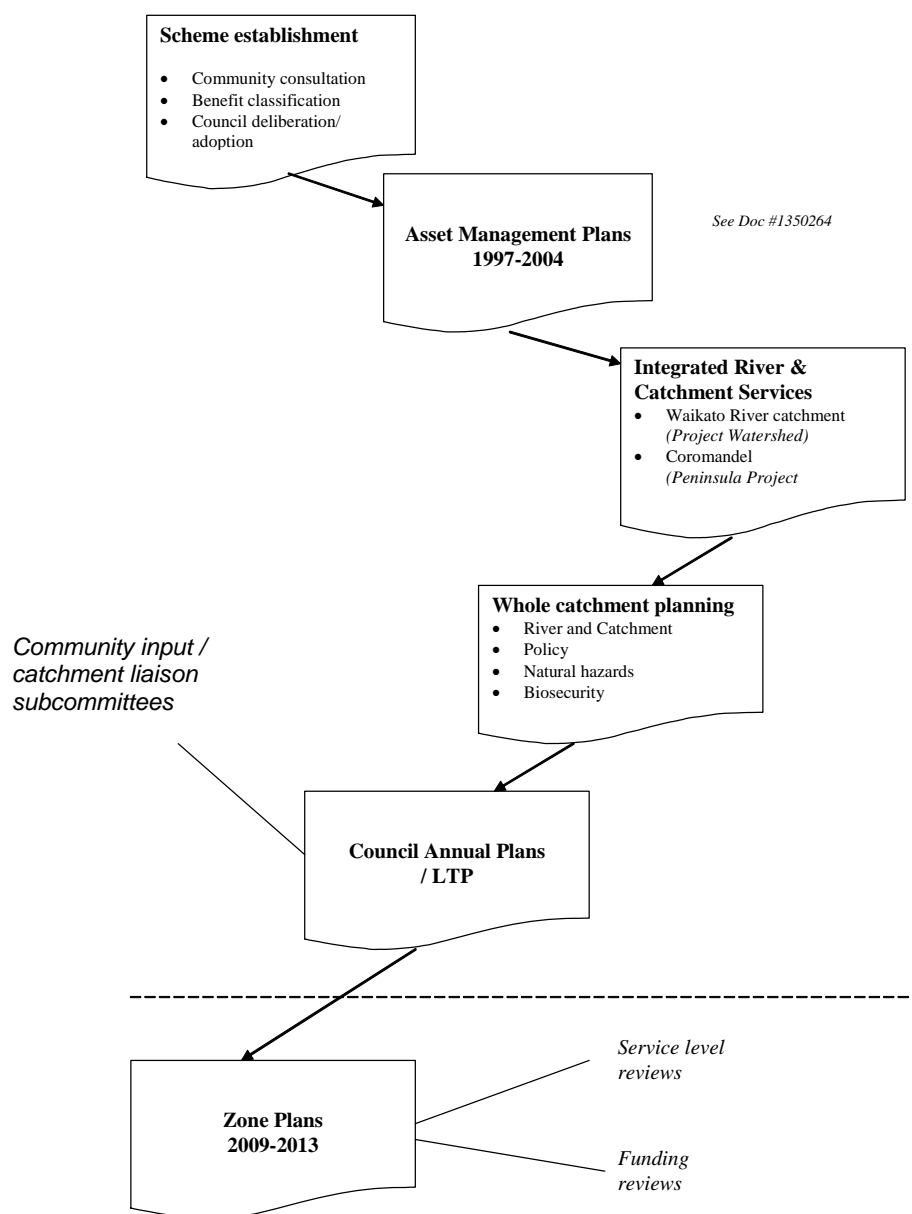 Scheme establishment
• Community consultation
• Benefit classification
• Council deliberation/
adoption
Asset Management Plans
1997-2004
See Doc #1350264
Integrated River &
Catchment Services
• Waikato River catchment
(Project Watershed)
• Coromandel
(Peninsula Project
Whole catchment planning
• River and Catchment
• Policy
• Natural hazards
• Biosecurity
Community input /
catchment liaison
subcommittees
Council Annual Plans
/ LTP
Zone Plans
2009-2013
Service level
reviews
Funding
reviews